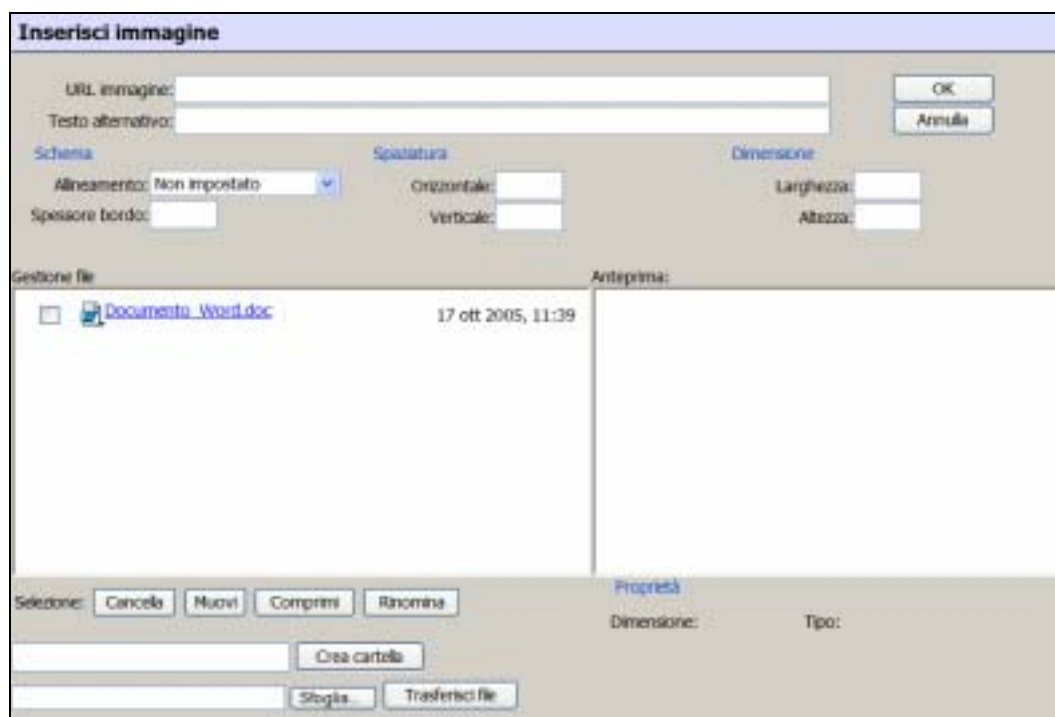 Inserisci immagine
URL immagine: OK
Testo alternativo: Annulla
Schema Spaziatura Dimensione
Allineamento: Non impostato Orizzontale: Larghezza:
Spessore bordo: Verticale: Altezza:
Gestione file Anteprima:
Documento_Word.doc 17 ott 2005, 11:39
Proprietà
Selezione: Cancella Muovi Comprimi Rinomina
Dimensione: Tipo:
Crea cartella
Sfoglia... Trasferisci file